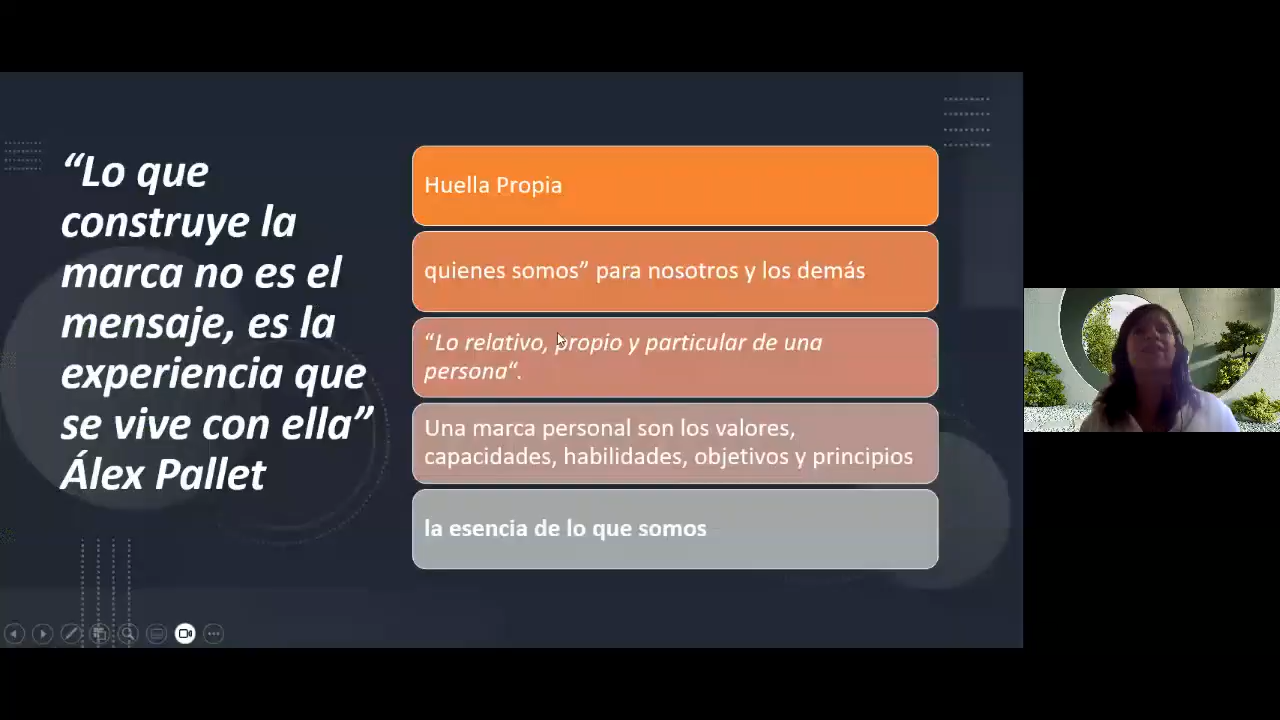 “Lo que
construye la
marca no es el
mensaje, es la
experiencia que
se vive con ella”
Álex Pallet
Huella Propia
quienes somos” para nosotros y los demás
“Lo relativo, propio y particular de una
persona“.
Una marca personal son los valores,
capacidades, habilidades, objetivos y principios
la esencia de lo que somos